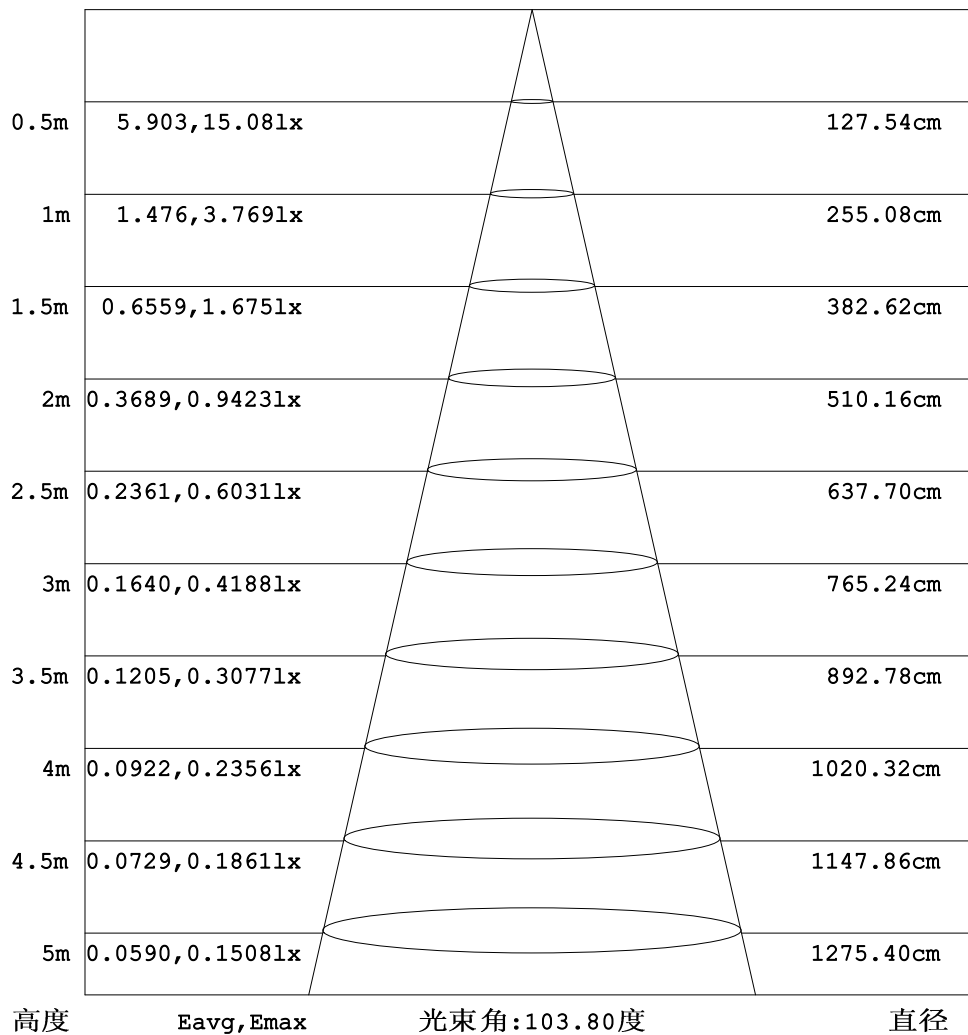 0.5m 5.903,15.08lx 127.54cm
1m 1.476,3.769lx 255.08cm
1.5m 0.6559,1.675lx 382.62cm
2m 0.3689,0.9423lx 510.16cm
2.5m 0.2361,0.6031lx 637.70cm
3m 0.1640,0.4188lx 765.24cm
3.5m 0.1205,0.3077lx 892.78cm
4m 0.0922,0.2356lx 1020.32cm
4.5m 0.0729,0.1861lx 1147.86cm
5m 0.0590,0.1508lx 1275.40cm
高度 Eavg,Emax 光束角:103.80度 直径